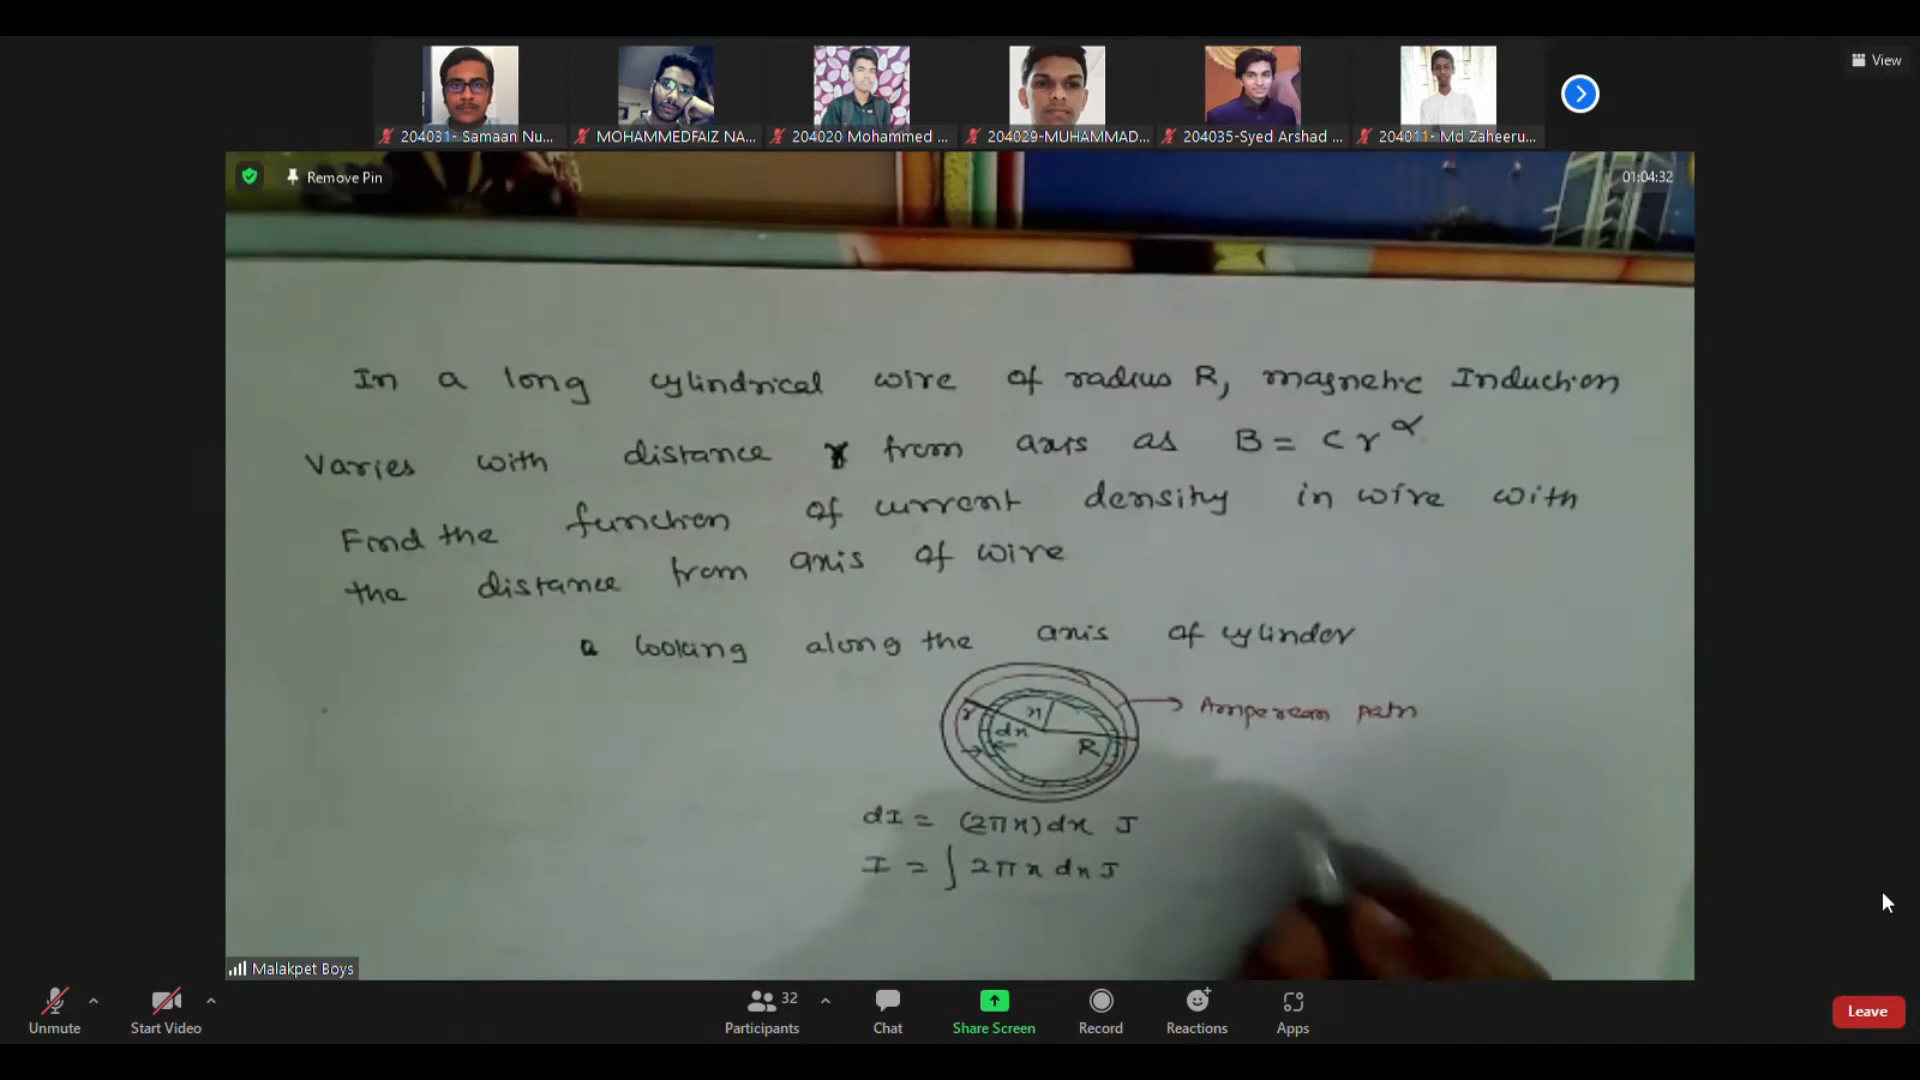 View
204031- Samaan Nu...
MOHAMMEDFAIZ NA...
204020 Mohammed ...
204029-MUHAMMAD...
204035-Syed Arshad ...
204011- Md Zaheeru...
Remove Pin
01:04:32
In a long cylindrical wire of radius R, magnetic Induction
Varies with distance r from axis as B = C r^α
Find the function of current density in wire with
the distance from axis of wire
looking along the axis of cylinder
r
x
dx
R
Amperean path
dI = (2πx)dx J
I = ∫ 2πx dx J
Malakpet Boys
Unmute
Start Video
32
Participants
Chat
Share Screen
Record
Reactions
Apps
Leave